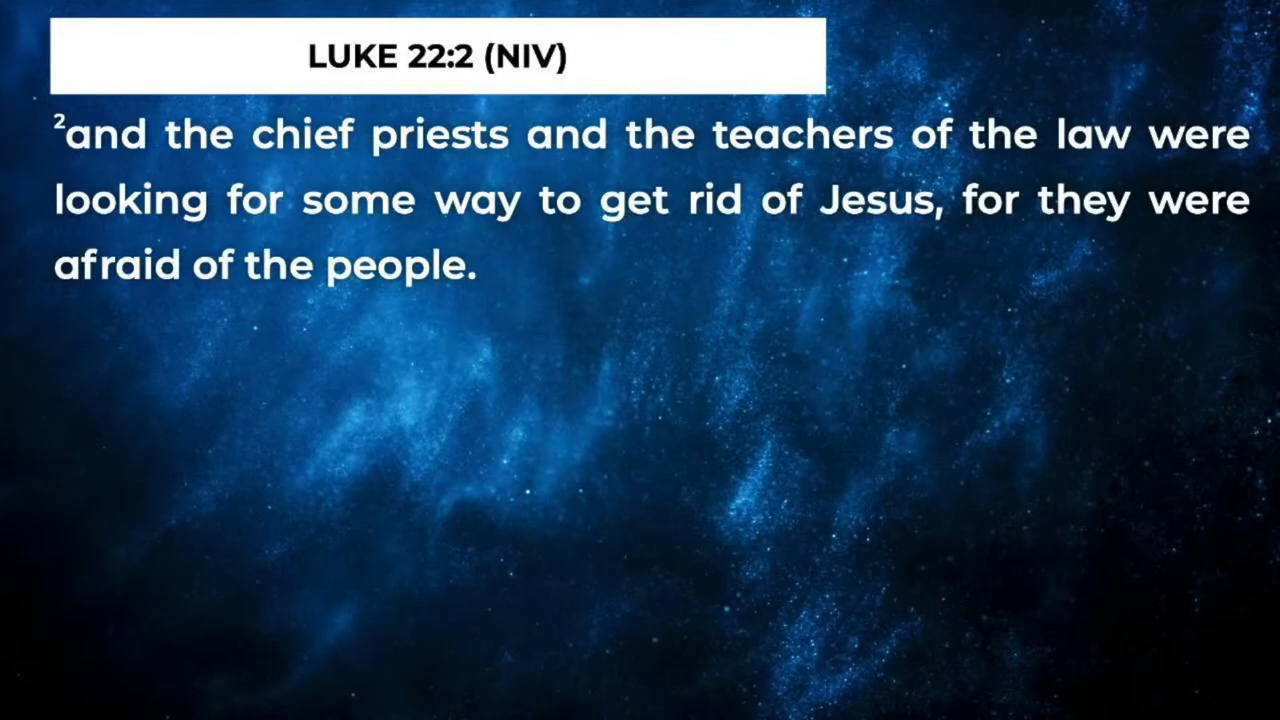 LUKE 22:2 (NIV)
²and the chief priests and the teachers of the law were
looking for some way to get rid of Jesus, for they were
afraid of the people.